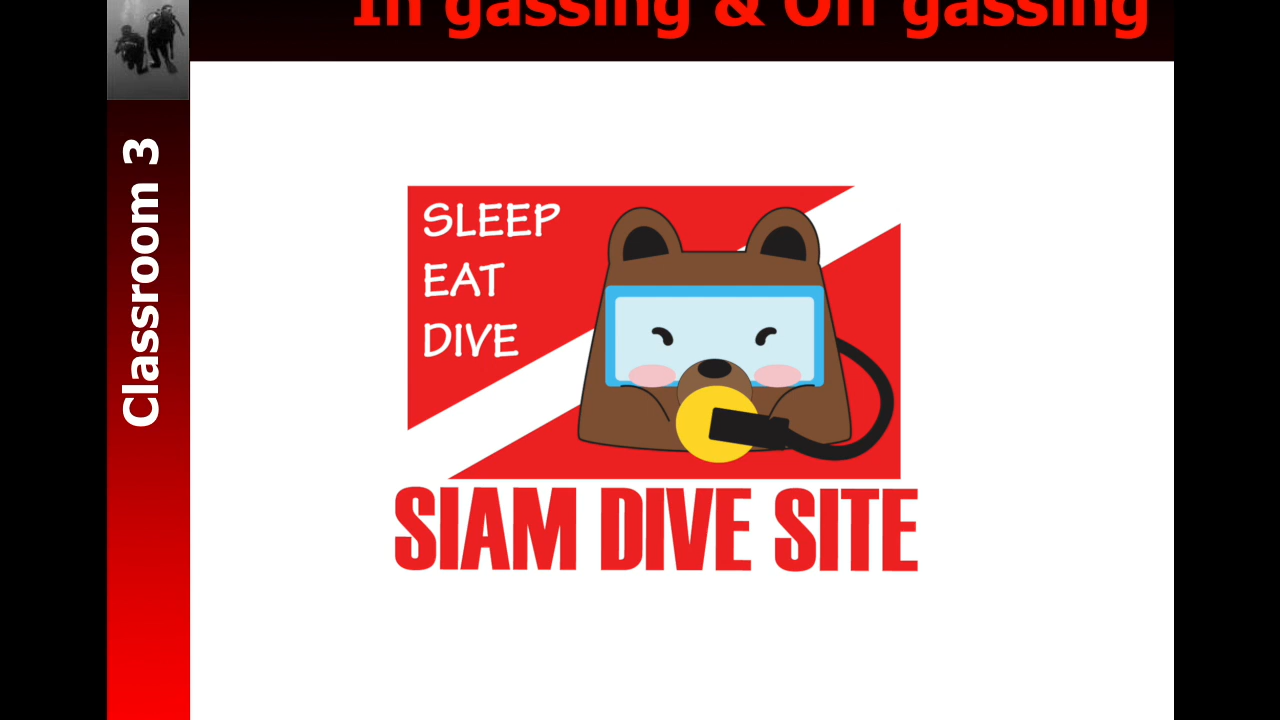 In gassing & Off gassing
Classroom 3
SLEEP
EAT
DIVE
SIAM DIVE SITE